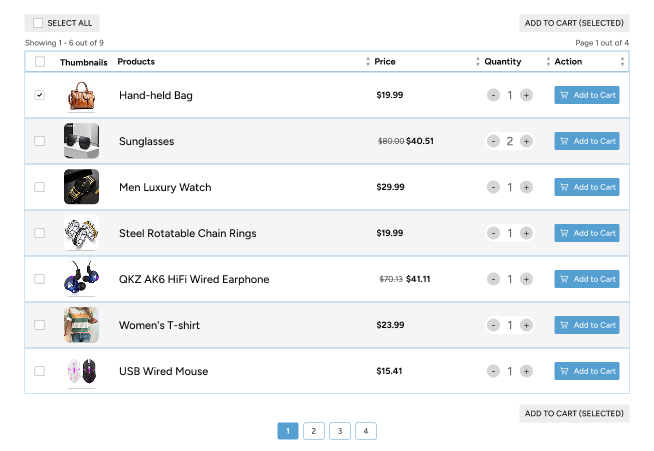 SELECT ALL
ADD TO CART (SELECTED)
Showing 1 - 6 out of 9
Page 1 out of 4
Thumbnails Products Price Quantity Action
Hand-held Bag $19.99 - 1 + Add to Cart
Sunglasses $80.00 $40.51 - 2 + Add to Cart
Men Luxury Watch $29.99 - 1 + Add to Cart
Steel Rotatable Chain Rings $19.99 - 1 + Add to Cart
QKZ AK6 HiFi Wired Earphone $70.13 $41.11 - 1 + Add to Cart
Women's T-shirt $23.99 - 1 + Add to Cart
USB Wired Mouse $15.41 - 1 + Add to Cart
ADD TO CART (SELECTED)
1 2 3 4